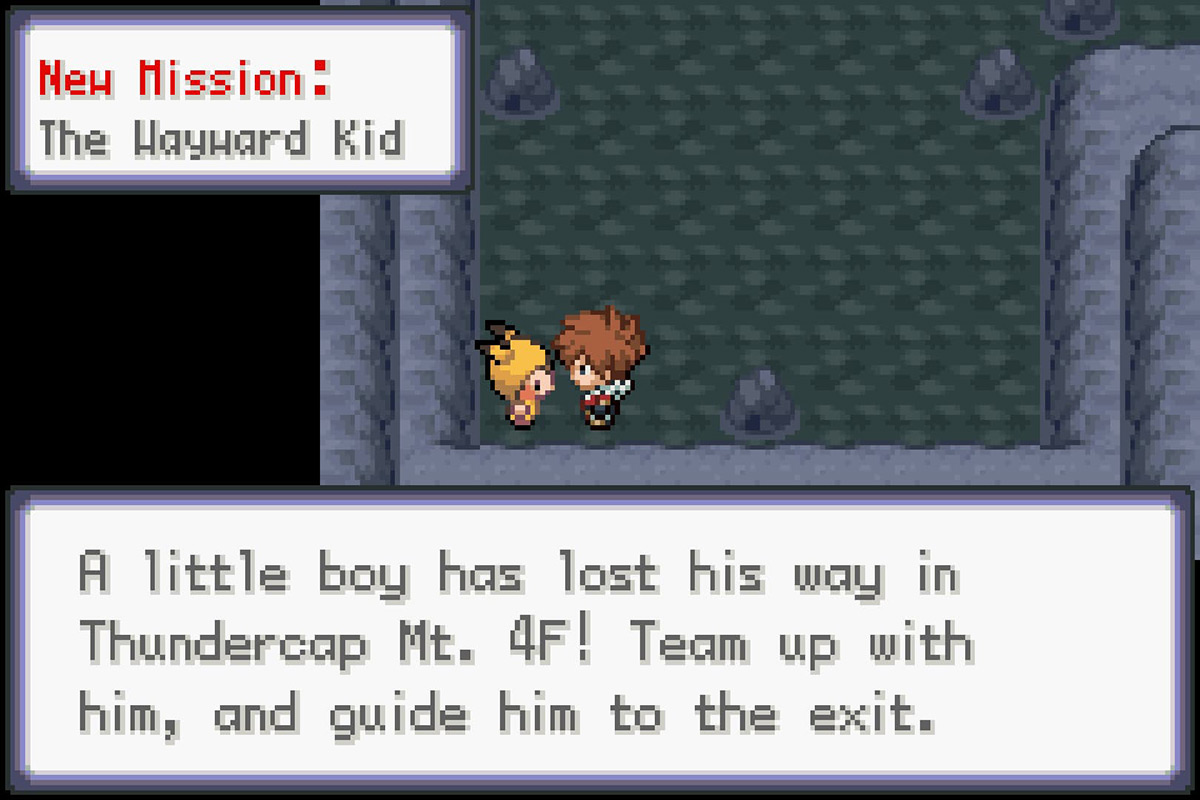 New Mission:
The Wayward Kid
A little boy has lost his way in
Thundercap Mt. 4F! Team up with
him, and guide him to the exit.